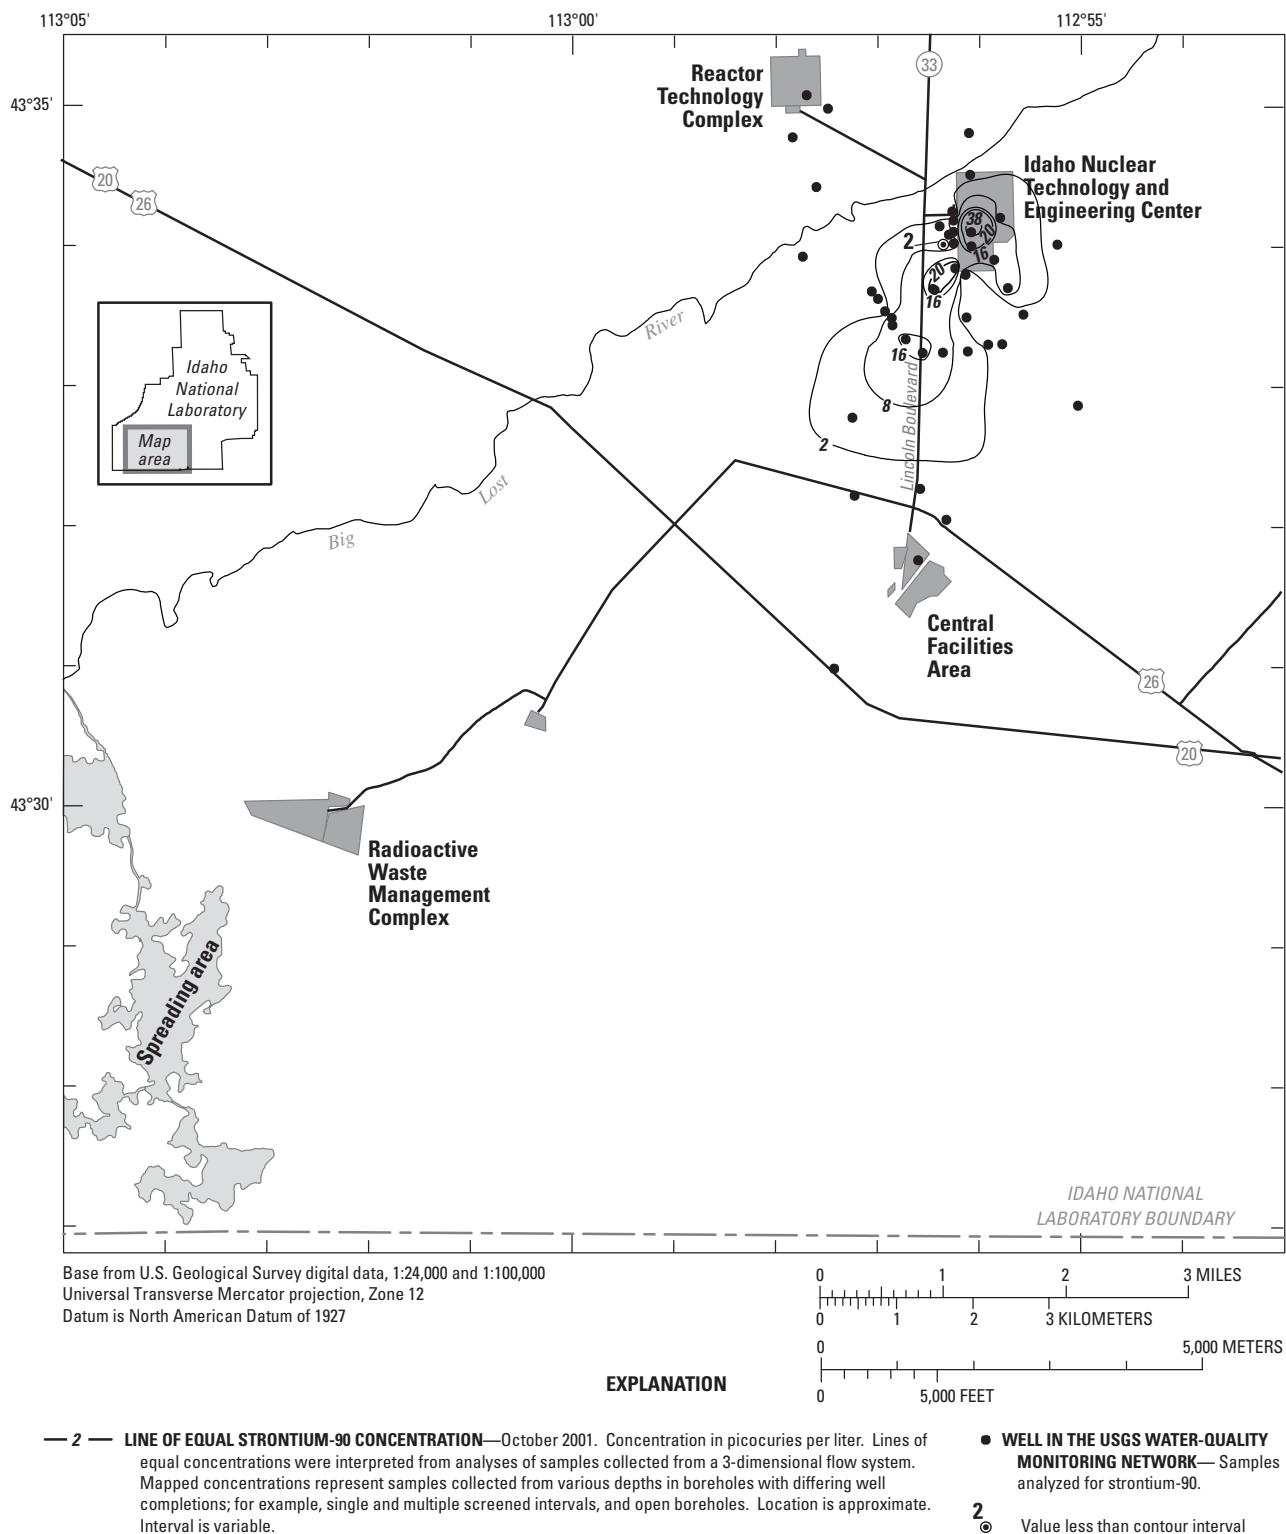 113°05'
113°00'
112°55'
43°35'
33
Reactor
Technology
Complex
Idaho Nuclear
Technology and
Engineering Center
20
26
38
20
2
16
20
16
River
Idaho
National
Laboratory
Map
area
16
8
Lincoln Boulevard
2
Lost
Big
Central
Facilities
Area
26
20
43°30'
Radioactive
Waste
Management
Complex
Spreading area
IDAHO NATIONAL
LABORATORY BOUNDARY
Base from U.S. Geological Survey digital data, 1:24,000 and 1:100,000
Universal Transverse Mercator projection, Zone 12
Datum is North American Datum of 1927
0 1 2 3 MILES
0 1 2 3 KILOMETERS
0 5,000 METERS
0 5,000 FEET
EXPLANATION
2 LINE OF EQUAL STRONTIUM-90 CONCENTRATION—October 2001. Concentration in picocuries per liter. Lines of
equal concentrations were interpreted from analyses of samples collected from a 3-dimensional flow system.
Mapped concentrations represent samples collected from various depths in boreholes with differing well
completions; for example, single and multiple screened intervals, and open boreholes. Location is approximate.
Interval is variable.
WELL IN THE USGS WATER-QUALITY
MONITORING NETWORK— Samples
analyzed for strontium-90.
2
Value less than contour interval